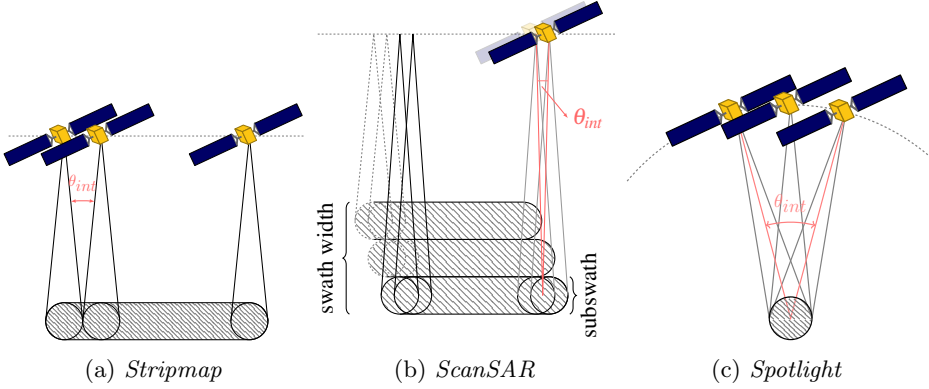 θint
θint
θint
swath width
subswath
(a) Stripmap
(b) ScanSAR
(c) Spotlight